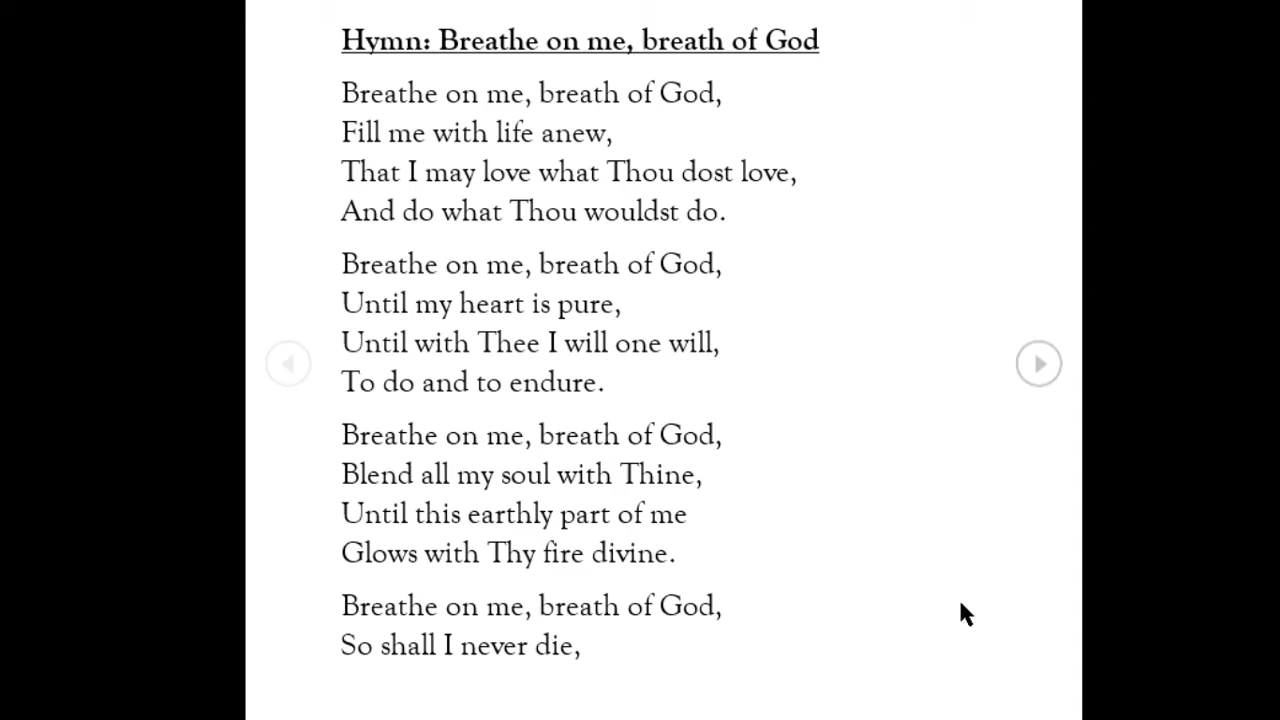 Hymn: Breathe on me, breath of God
Breathe on me, breath of God,
Fill me with life anew,
That I may love what Thou dost love,
And do what Thou wouldst do.
Breathe on me, breath of God,
Until my heart is pure,
Until with Thee I will one will,
To do and to endure.
Breathe on me, breath of God,
Blend all my soul with Thine,
Until this earthly part of me
Glows with Thy fire divine.
Breathe on me, breath of God,
So shall I never die,